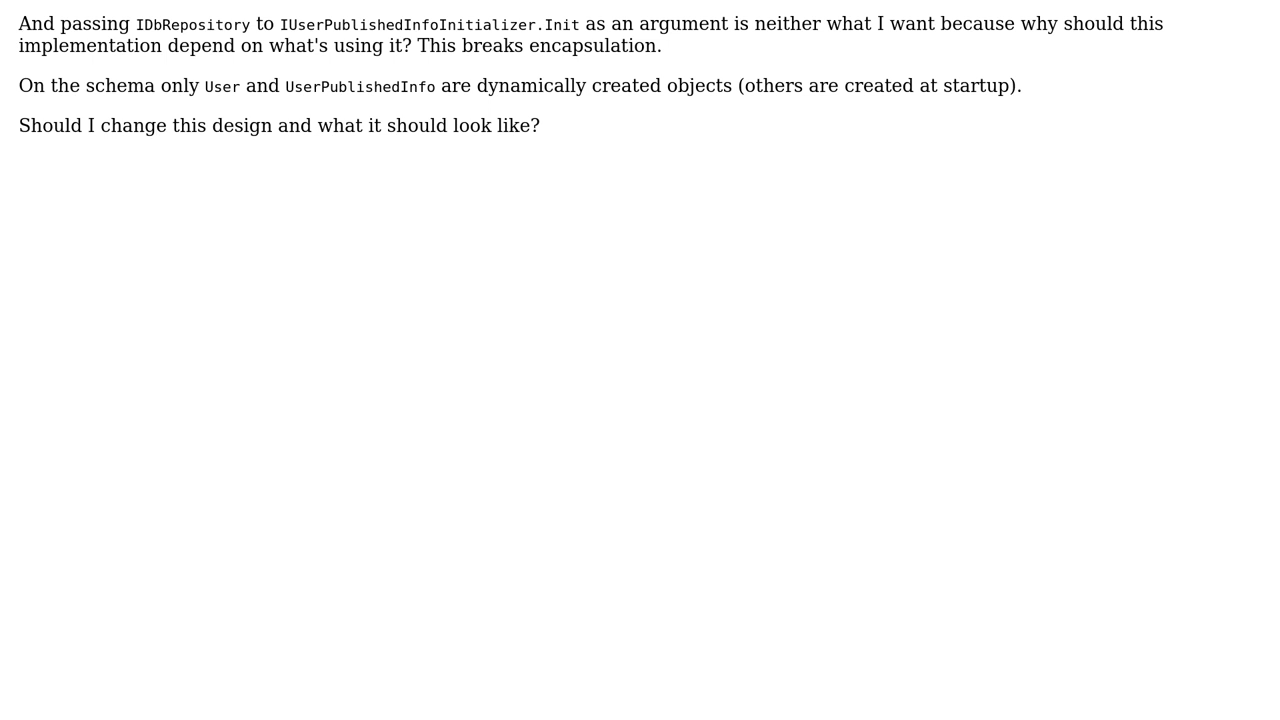 And passing IDbRepository to IUserPublishedInfoInitializer.Init as an argument is neither what I want because why should this
implementation depend on what's using it? This breaks encapsulation.
On the schema only User and UserPublishedInfo are dynamically created objects (others are created at startup).
Should I change this design and what it should look like?